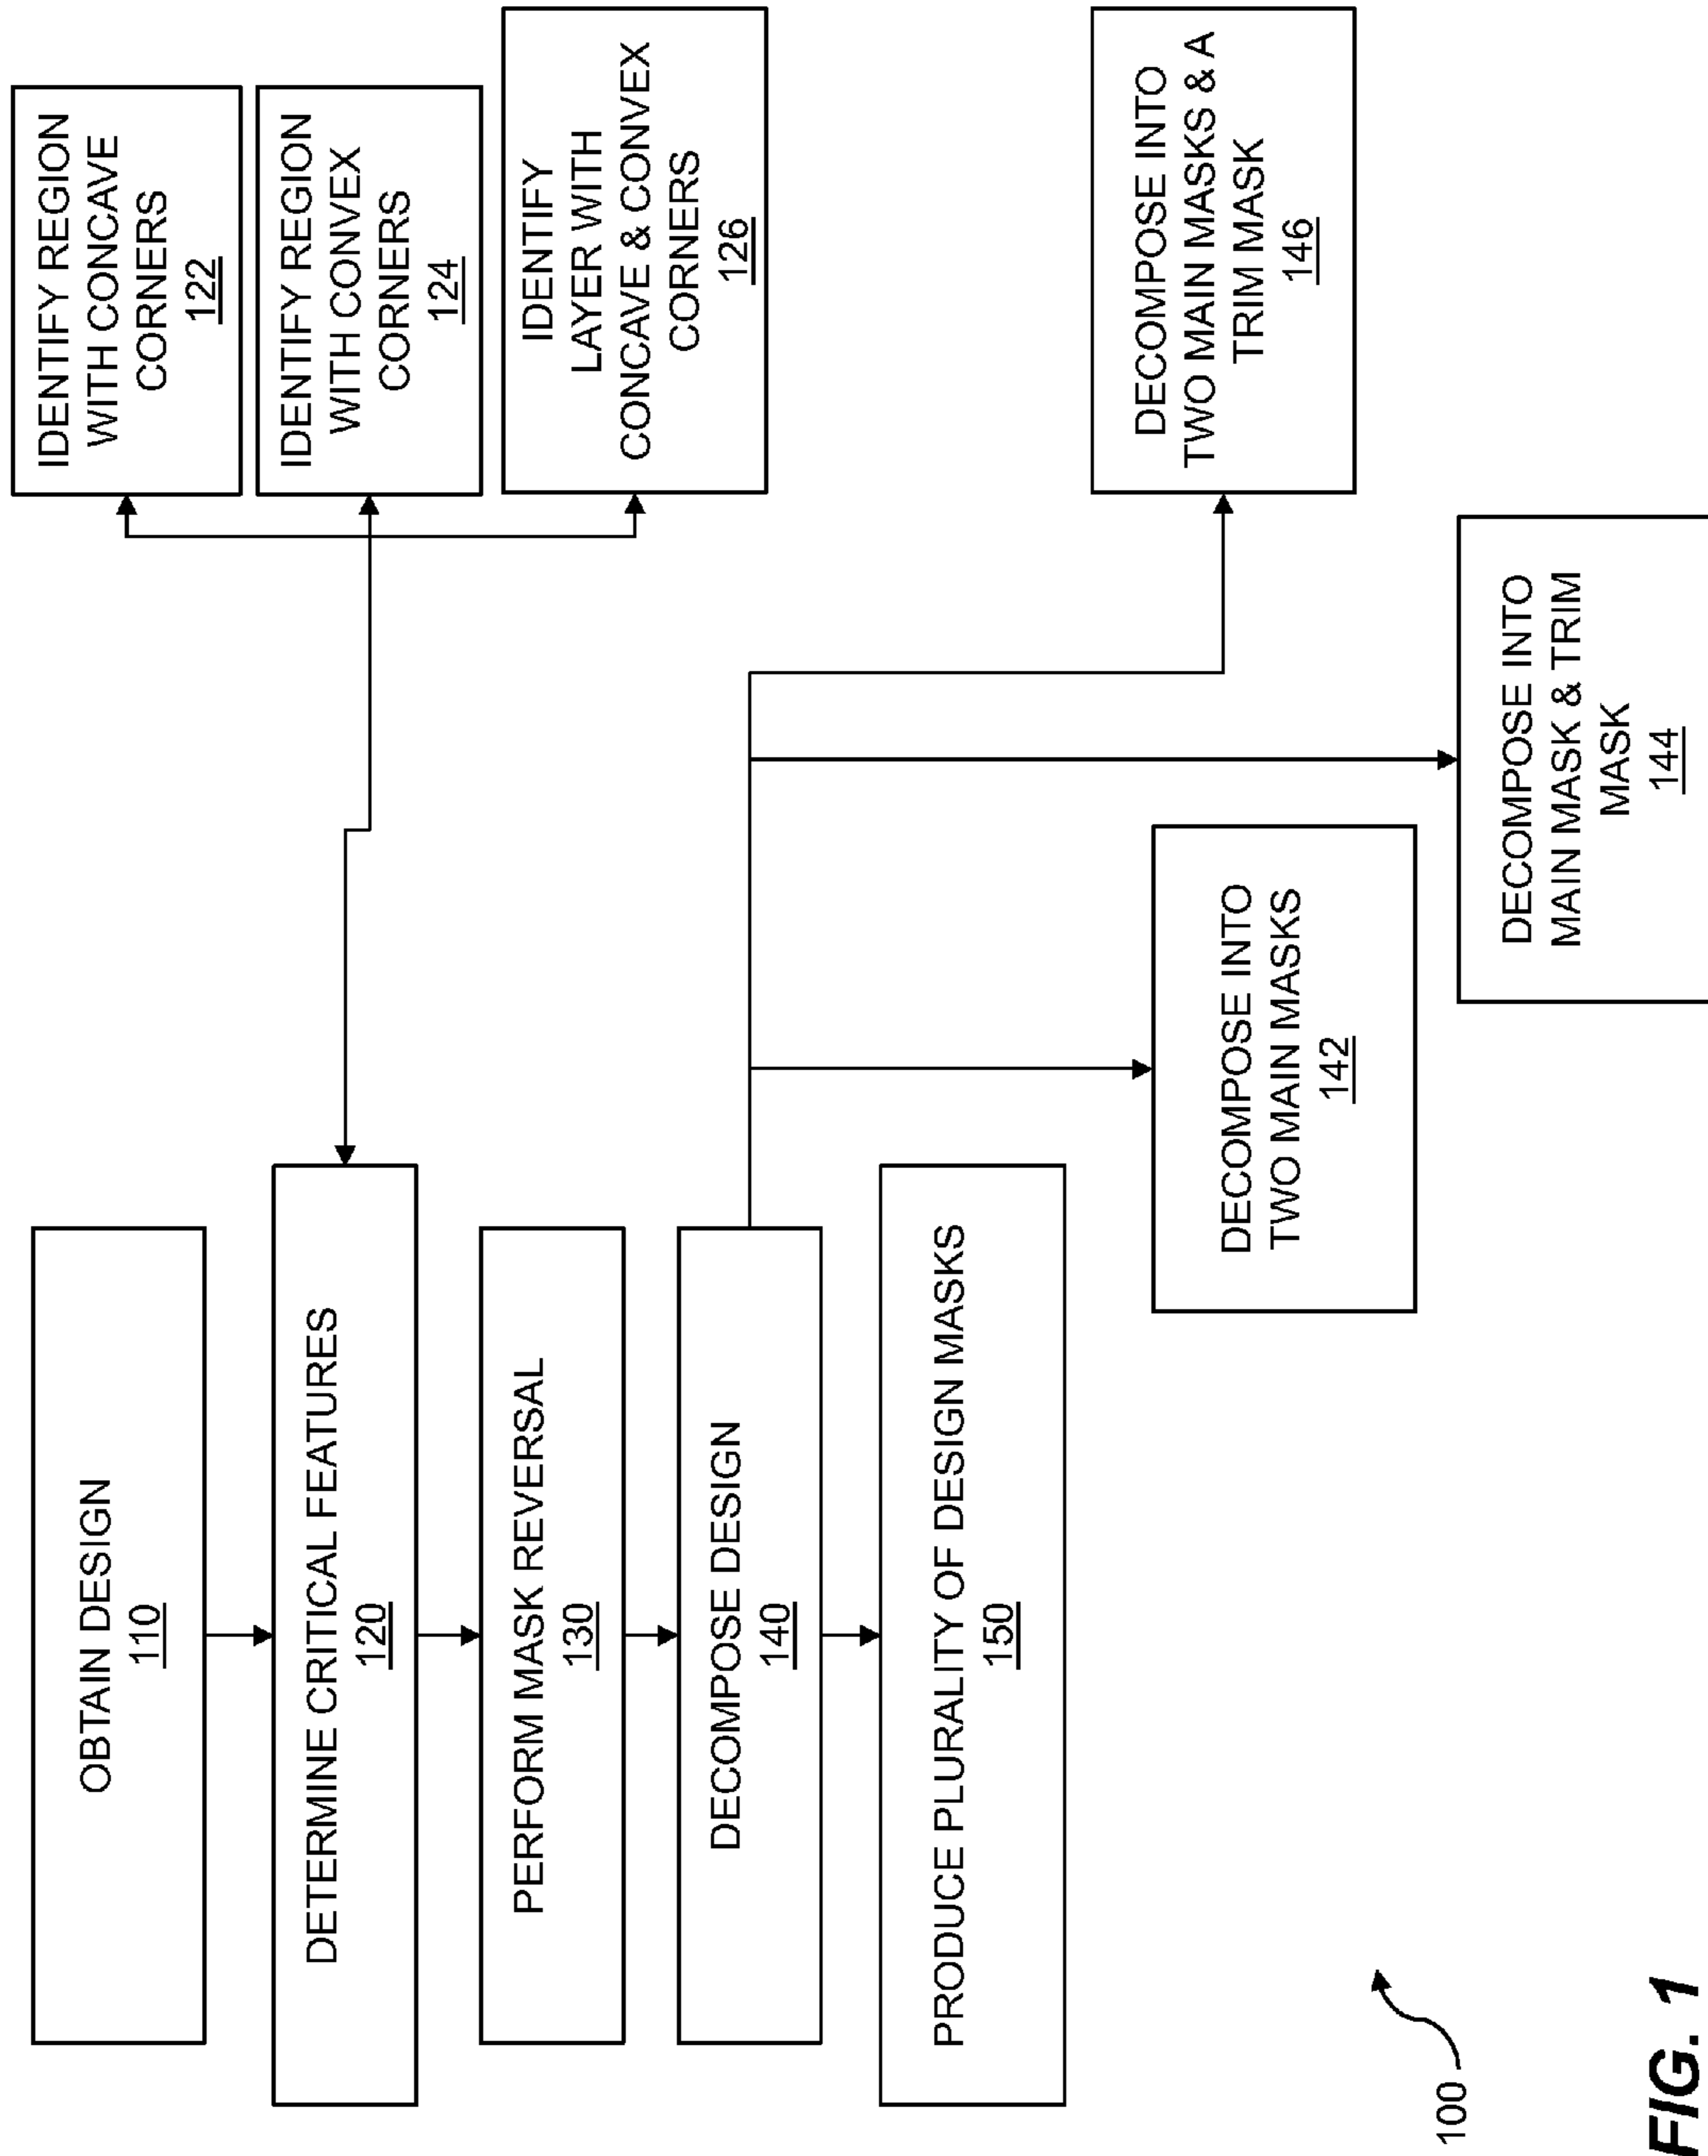 OBTAIN DESIGN
110
DETERMINE CRITICAL FEATURES
120
PERFORM MASK REVERSAL
130
DECOMPOSE DESIGN
140
PRODUCE PLURALITY OF DESIGN MASKS
150
IDENTIFY REGION
WITH CONCAVE
CORNERS
122
IDENTIFY REGION
WITH CONVEX
CORNERS
124
IDENTIFY
LAYER WITH
CONCAVE & CONVEX
CORNERS
126
DECOMPOSE INTO
TWO MAIN MASKS
142
DECOMPOSE INTO
MAIN MASK & TRIM
MASK
144
DECOMPOSE INTO
TWO MAIN MASKS & A
TRIM MASK
146
100
FIG. 1